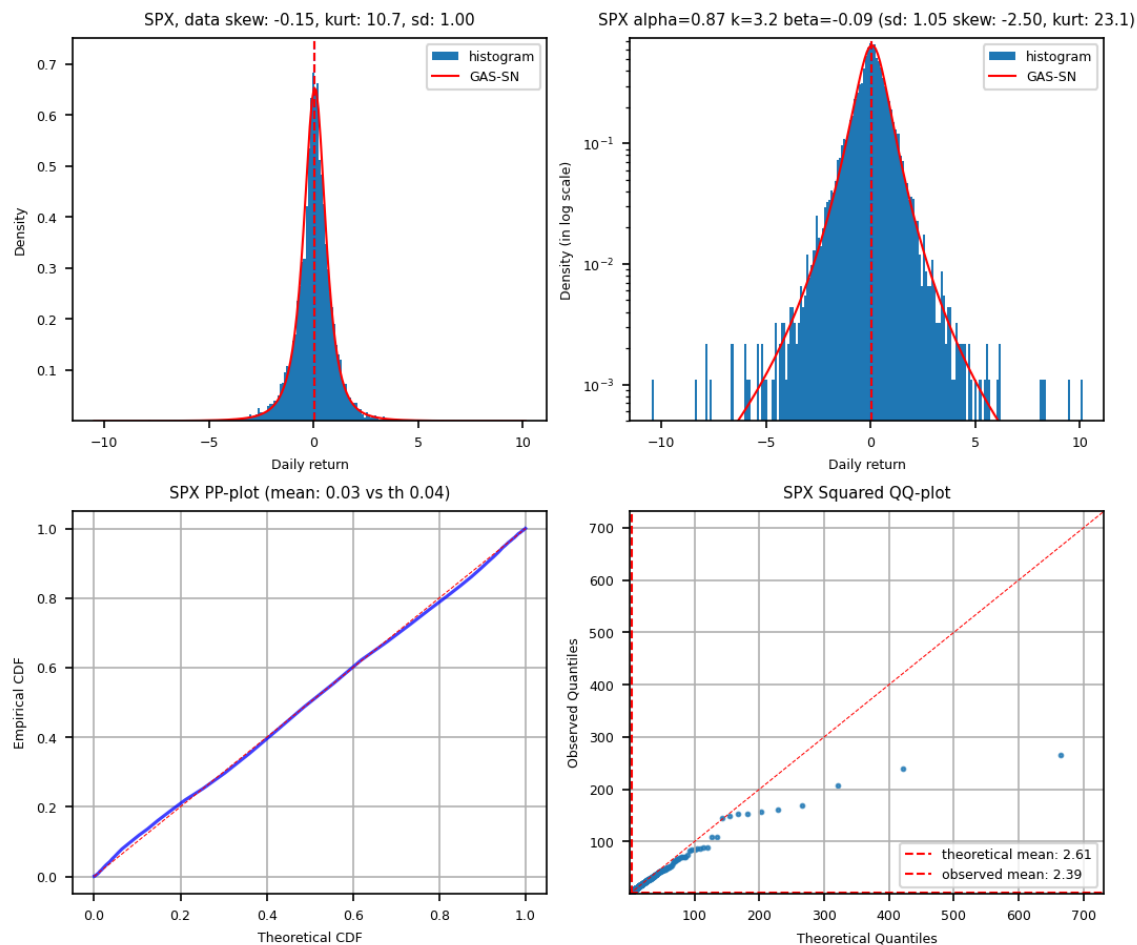 SPX, data skew: -0.15, kurt: 10.7, sd: 1.00
histogram
GAS-SN
Density
0.7
0.6
0.5
0.4
0.3
0.2
0.1
−10 −5 0 5 10
Daily return
SPX alpha=0.87 k=3.2 beta=-0.09 (sd: 1.05 skew: -2.50, kurt: 23.1)
histogram
GAS-SN
Density (in log scale)
10⁻¹
10⁻²
10⁻³
−10 −5 0 5 10
Daily return
SPX PP-plot (mean: 0.03 vs th 0.04)
Empirical CDF
1.0
0.8
0.6
0.4
0.2
0.0
0.0 0.2 0.4 0.6 0.8 1.0
Theoretical CDF
SPX Squared QQ-plot
Observed Quantiles
700
600
500
400
300
200
100
theoretical mean: 2.61
observed mean: 2.39
100 200 300 400 500 600 700
Theoretical Quantiles